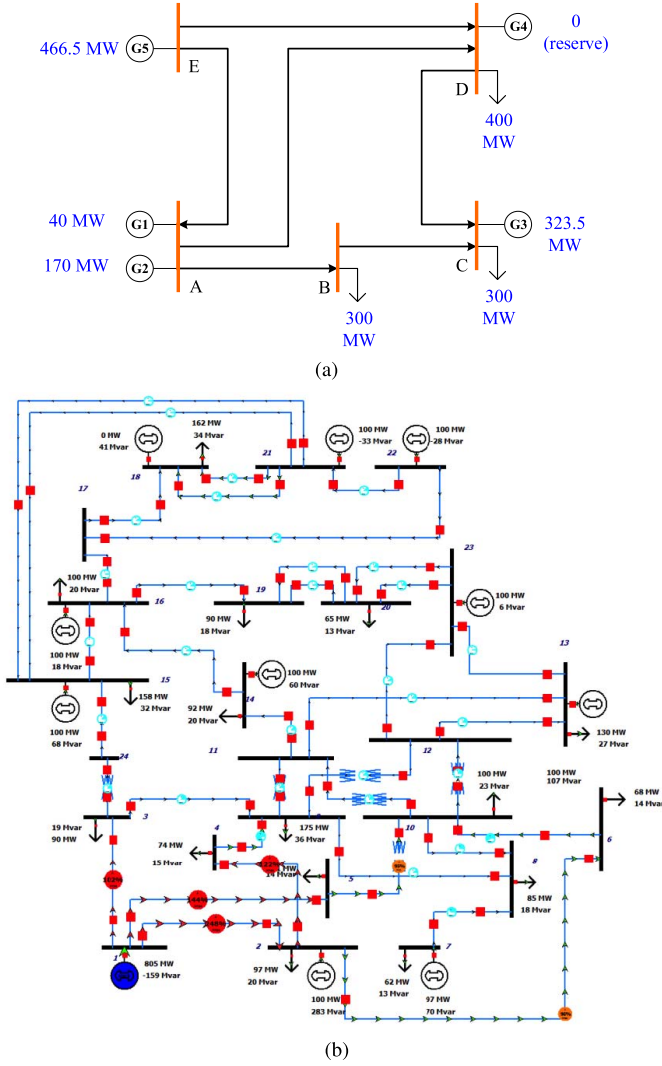 466.5 MW
G5
E
G4
0
(reserve)
D
400
MW
40 MW
G1
170 MW
G2
A
B
300
MW
C
G3
323.5
MW
300
MW
(a)
0 MW
41 Mvar
162 MW
34 Mvar
18
21
100 MW
-33 Mvar
100 MW
-28 Mvar
22
17
23
100 MW
20 Mvar
16
100 MW
18 Mvar
19
90 MW
18 Mvar
20
65 MW
13 Mvar
100 MW
6 Mvar
13
15
158 MW
32 Mvar
100 MW
68 Mvar
14
100 MW
60 Mvar
92 MW
20 Mvar
130 MW
27 Mvar
24
11
12
100 MW
23 Mvar
100 MW
107 Mvar
68 MW
14 Mvar
3
19 Mvar
90 MW
4
74 MW
15 Mvar
175 MW
36 Mvar
10
6
102%
132%
MW
14 Mvar
5
8
85 MW
18 Mvar
144%
148%
1
805 MW
-159 Mvar
2
97 MW
20 Mvar
100 MW
283 Mvar
7
62 MW
13 Mvar
97 MW
70 Mvar
(b)